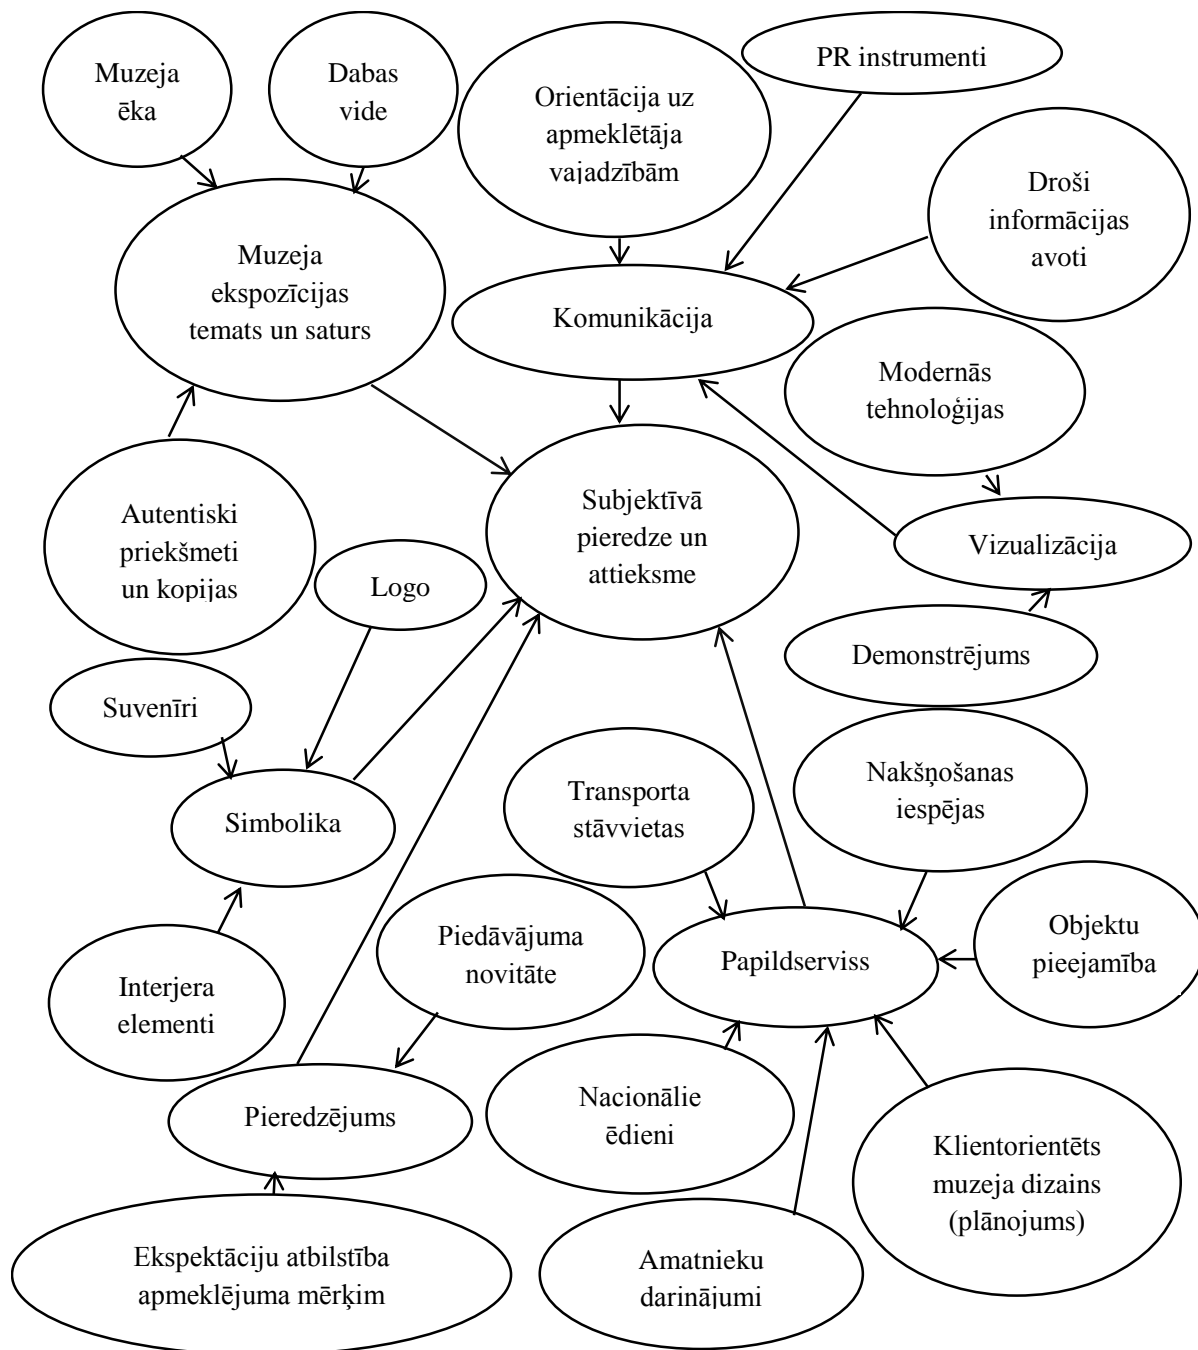 Muzeja
ēka
Dabas
vide
Orientācija uz
apmeklētāja
vajadzībām
PR instrumenti
Droši
informācijas
avoti
Muzeja
ekspozīcijas
temats un saturs
Komunikācija
Modernās
tehnoloģijas
Autentiski
priekšmeti
un kopijas
Logo
Subjektīvā
pieredze un
attieksme
Vizualizācija
Demonstrējums
Suvenīri
Simbolika
Transporta
stāvvietas
Nakšņošanas
iespējas
Interjera
elementi
Piedāvājuma
novitāte
Papildserviss
Objektu
pieejamība
Pieredzējums
Nacionālie
ēdieni
Klientorientēts
muzeja dizains
(plānojums)
Ekspektāciju atbilstība
apmeklējuma mērķim
Amatnieku
darinājumi